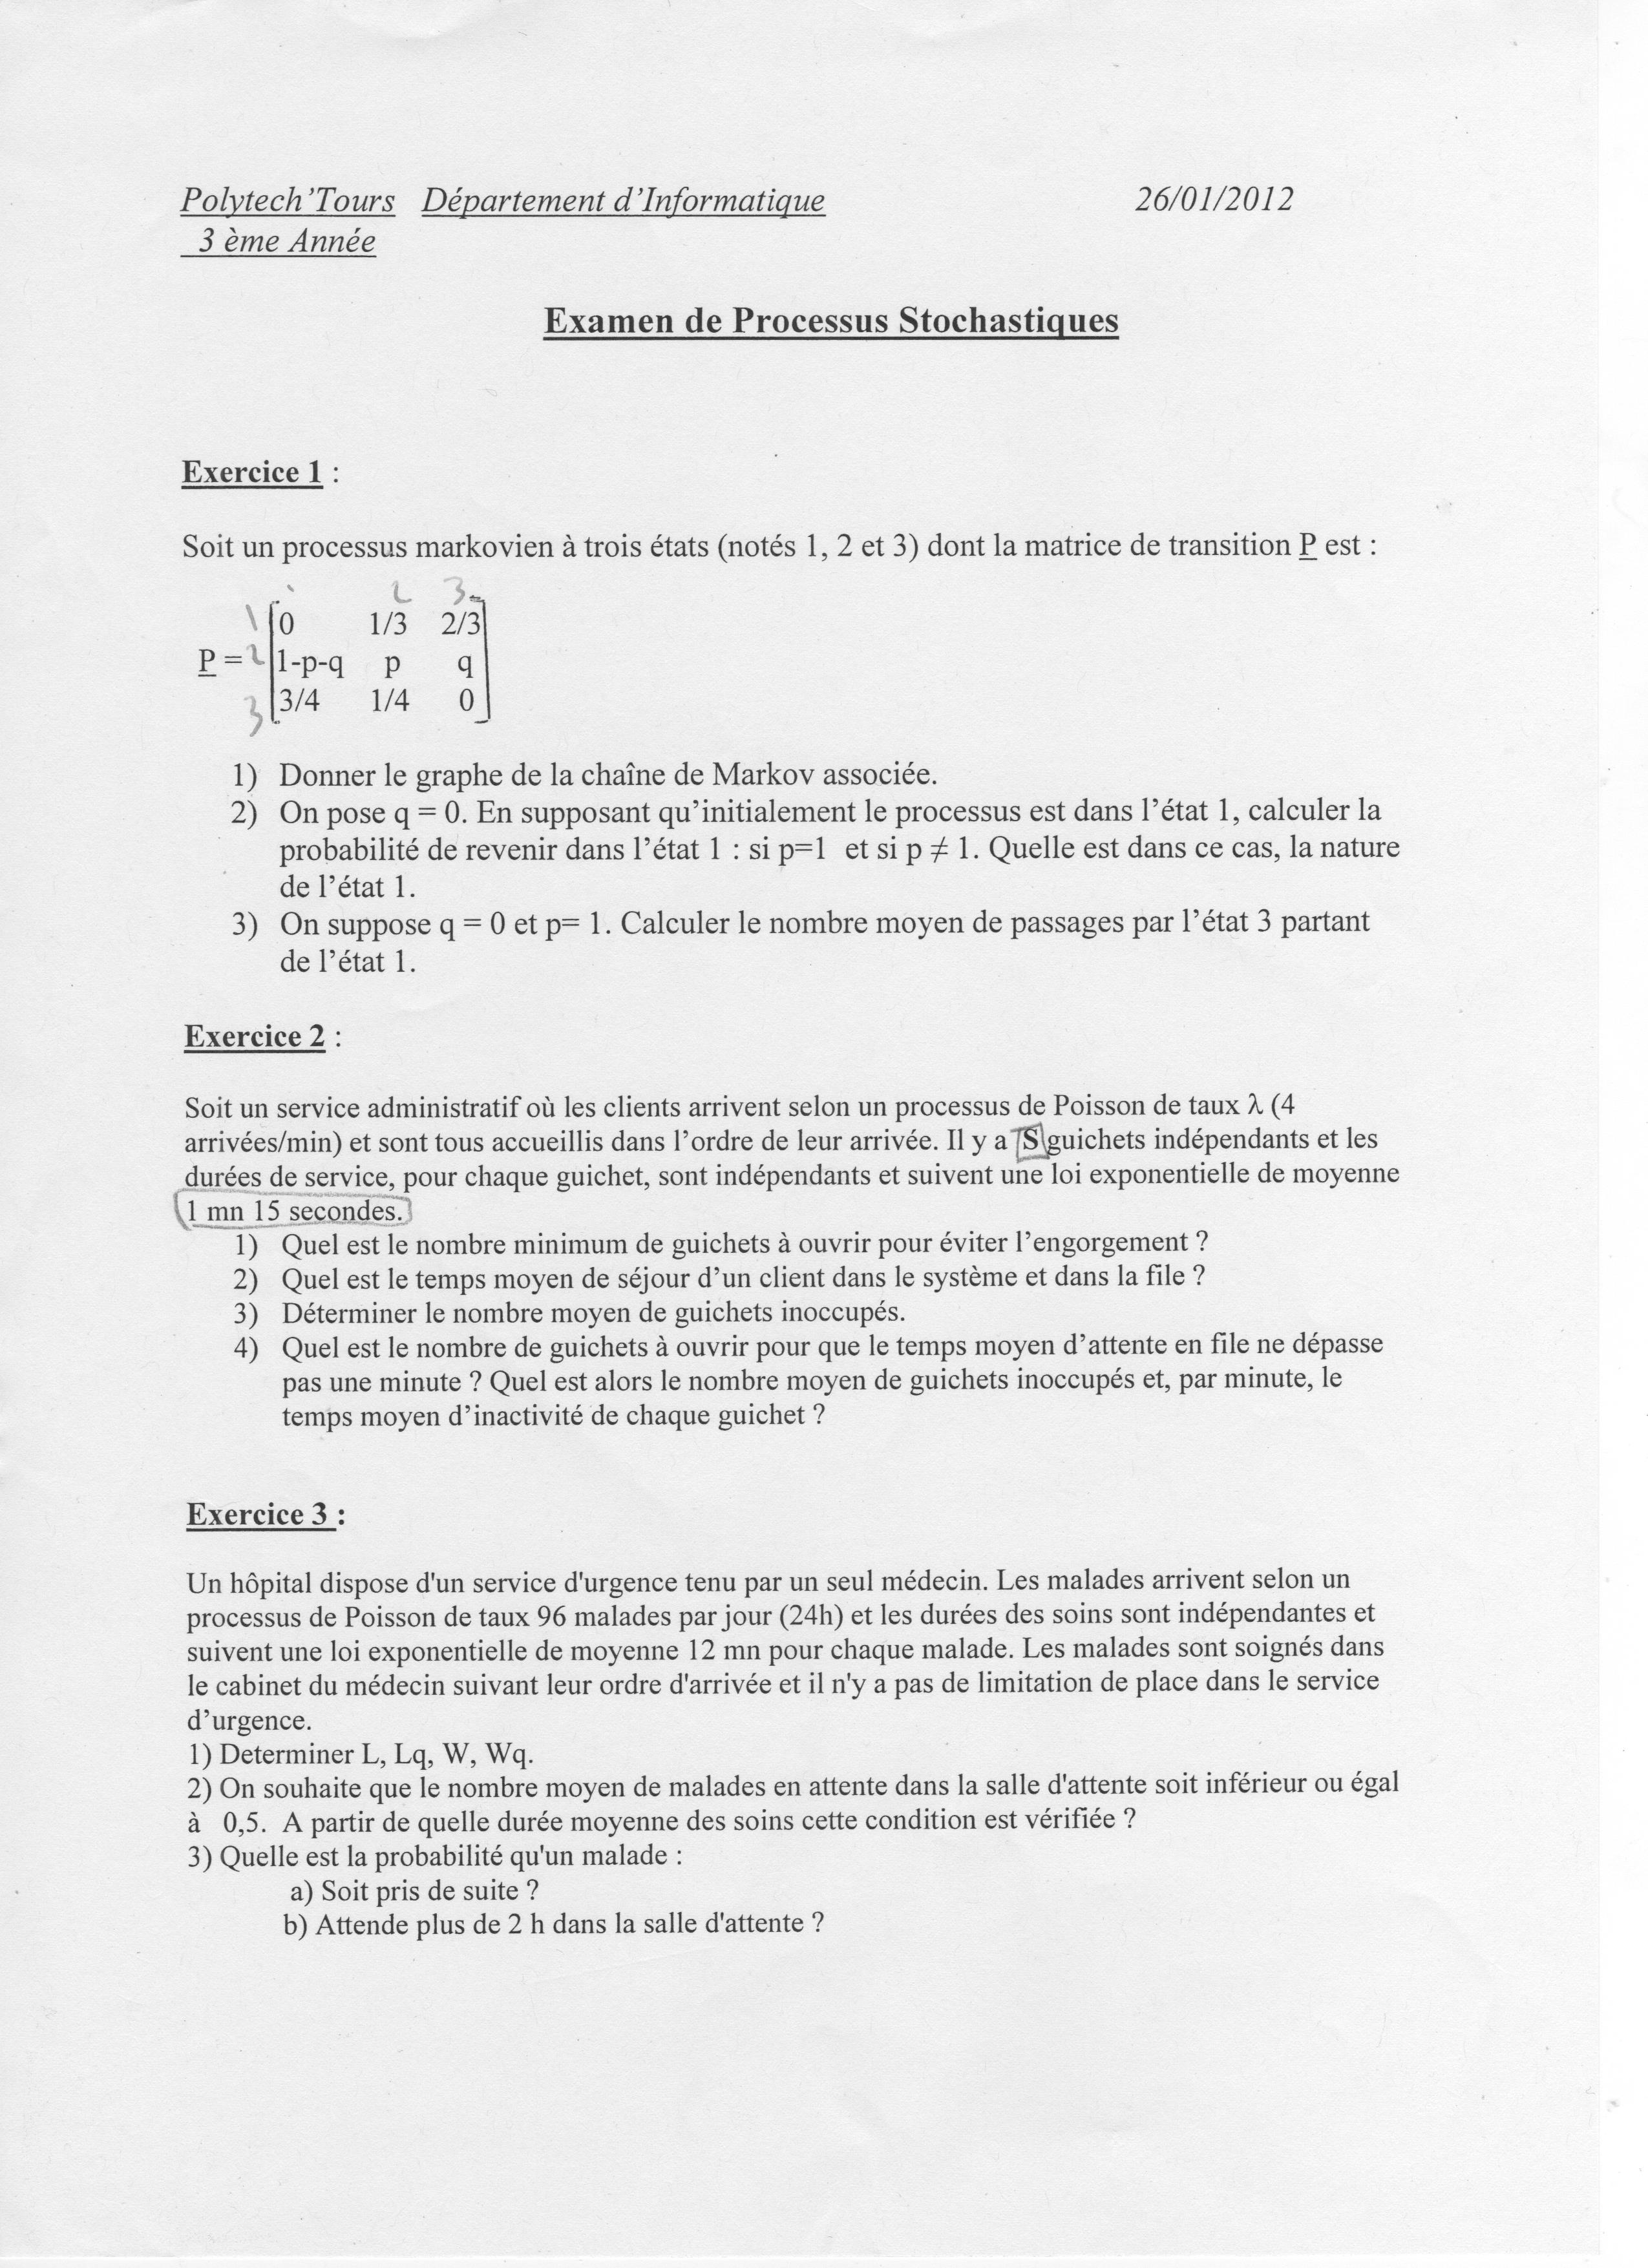 Polytech'Tours Département d'Informatique 26/01/2012
3 ème Année
Examen de Processus Stochastiques
Exercice 1 :
Soit un processus markovien à trois états (notés 1, 2 et 3) dont la matrice de transition P est :
2 3
1 0 1/3 2/3
P = 2 1-p-q p q
3 3/4 1/4 0
1) Donner le graphe de la chaîne de Markov associée.
2) On pose q = 0. En supposant qu'initialement le processus est dans l'état 1, calculer la
probabilité de revenir dans l'état 1 : si p=1 et si p ≠ 1. Quelle est dans ce cas, la nature
de l'état 1.
3) On suppose q = 0 et p= 1. Calculer le nombre moyen de passages par l'état 3 partant
de l'état 1.
Exercice 2 :
Soit un service administratif où les clients arrivent selon un processus de Poisson de taux λ (4
arrivées/min) et sont tous accueillis dans l'ordre de leur arrivée. Il y a S guichets indépendants et les
durées de service, pour chaque guichet, sont indépendants et suivent une loi exponentielle de moyenne
1 mn 15 secondes.
1) Quel est le nombre minimum de guichets à ouvrir pour éviter l'engorgement ?
2) Quel est le temps moyen de séjour d'un client dans le système et dans la file ?
3) Déterminer le nombre moyen de guichets inoccupés.
4) Quel est le nombre de guichets à ouvrir pour que le temps moyen d'attente en file ne dépasse
pas une minute ? Quel est alors le nombre moyen de guichets inoccupés et, par minute, le
temps moyen d'inactivité de chaque guichet ?
Exercice 3 :
Un hôpital dispose d'un service d'urgence tenu par un seul médecin. Les malades arrivent selon un
processus de Poisson de taux 96 malades par jour (24h) et les durées des soins sont indépendantes et
suivent une loi exponentielle de moyenne 12 mn pour chaque malade. Les malades sont soignés dans
le cabinet du médecin suivant leur ordre d'arrivée et il n'y a pas de limitation de place dans le service
d'urgence.
1) Determiner L, Lq, W, Wq.
2) On souhaite que le nombre moyen de malades en attente dans la salle d'attente soit inférieur ou égal
à 0,5. A partir de quelle durée moyenne des soins cette condition est vérifiée ?
3) Quelle est la probabilité qu'un malade :
a) Soit pris de suite ?
b) Attende plus de 2 h dans la salle d'attente ?